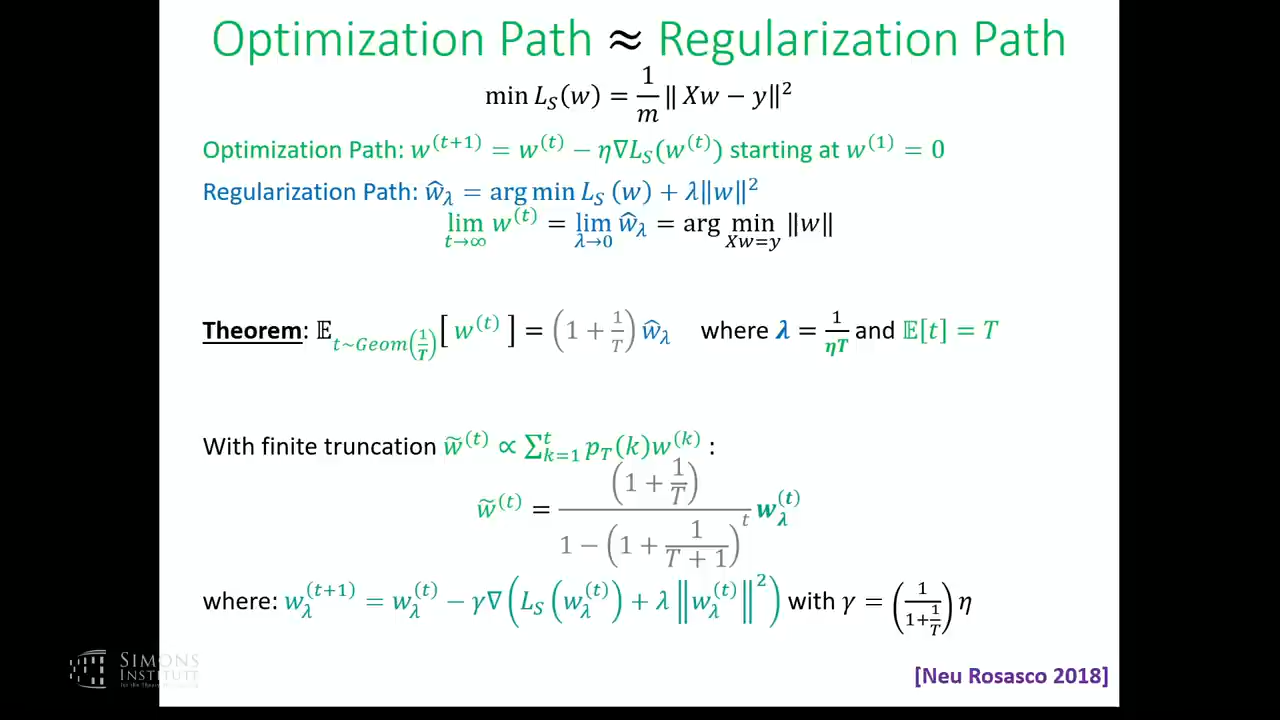 Optimization Path ≈ Regularization Path
min L_S(w) = 1/m ‖ Xw − y‖²
Optimization Path: w^(t+1) = w^(t) − η∇L_S(w^(t)) starting at w^(1) = 0
Regularization Path: ŵ_λ = arg min L_S (w) + λ‖w‖²
lim_{t→∞} w^(t) = lim_{λ→0} ŵ_λ = arg min_{Xw=y} ‖w‖
Theorem: 𝔼_{t~Geom(1/T)}[ w^(t) ] = (1 + 1/T) ŵ_λ where λ = 1/(ηT) and 𝔼[t] = T
With finite truncation w̃^(t) ∝ ∑_{k=1}^{t} p_T(k)w^(k) :
w̃^(t) = (1 + 1/T) / (1 − (1 + 1/(T + 1))^t) w_λ^(t)
where: w_λ^(t+1) = w_λ^(t) − γ∇(L_S(w_λ^(t)) + λ‖w_λ^(t)‖²) with γ = (1/(1+1/T)) η
SIMONS
INSTITUTE
[Neu Rosasco 2018]